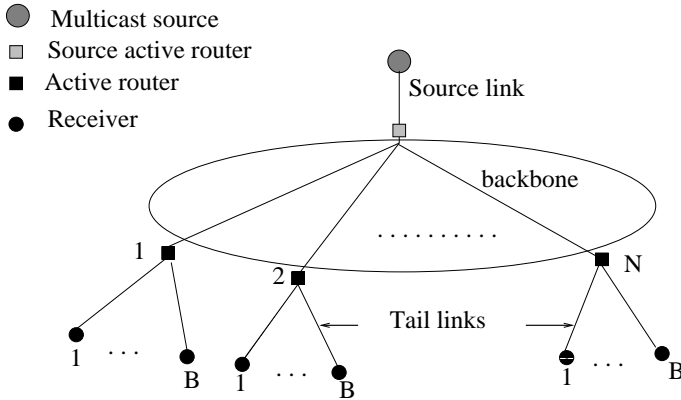 Multicast source
Source active router
Active router
Receiver
Source link
backbone
. . . . . . . . . .
1
2
N
Tail links
1 . . . B
1 . . . B
1 . . . B